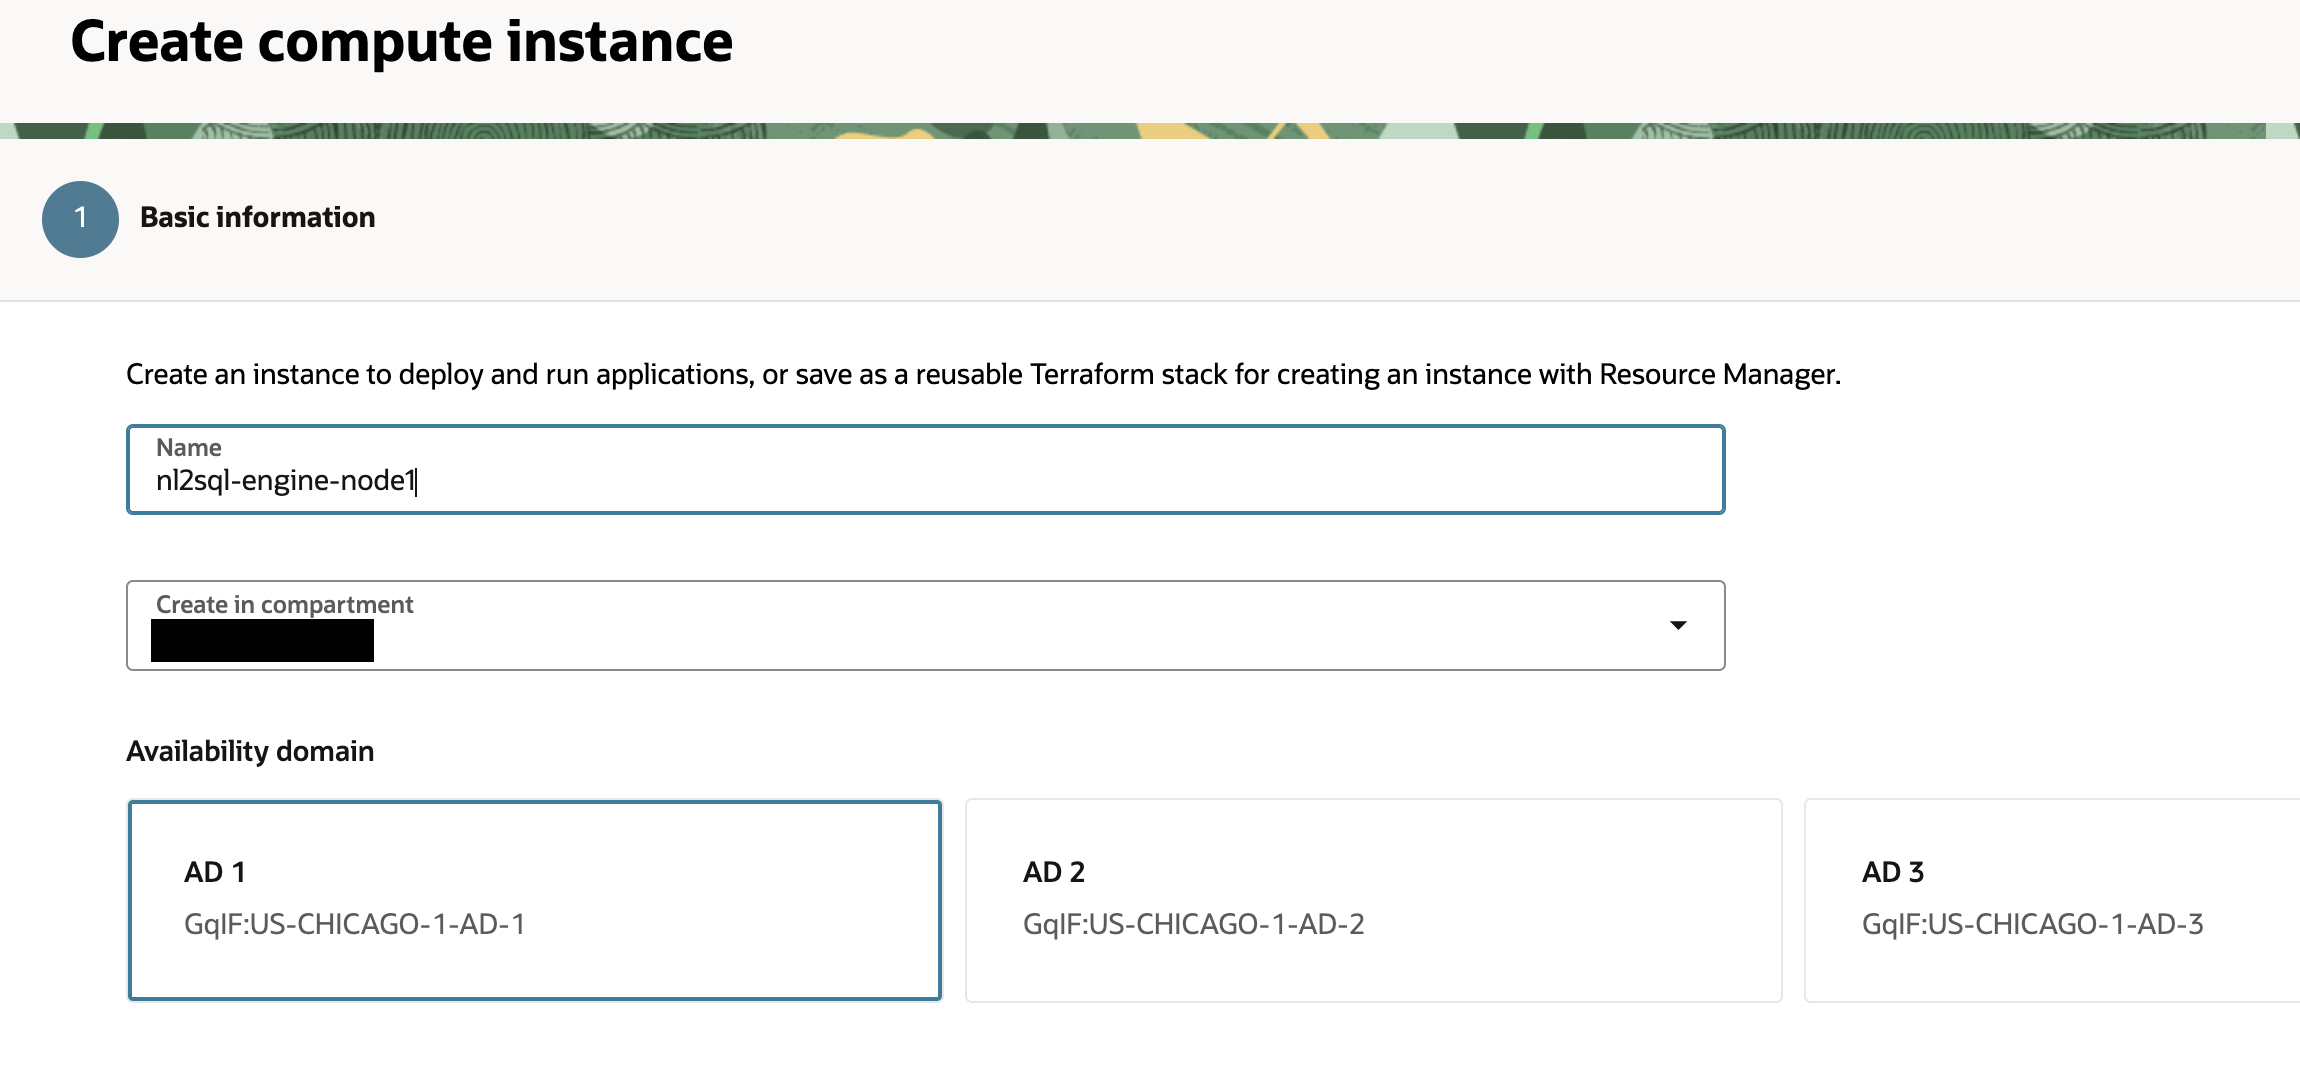 Create compute instance
1
Basic information
Create an instance to deploy and run applications, or save as a reusable Terraform stack for creating an instance with Resource Manager.
Name
nl2sql-engine-node1
Create in compartment
Availability domain
AD 1
GqIF:US-CHICAGO-1-AD-1
AD 2
GqIF:US-CHICAGO-1-AD-2
AD 3
GqIF:US-CHICAGO-1-AD-3